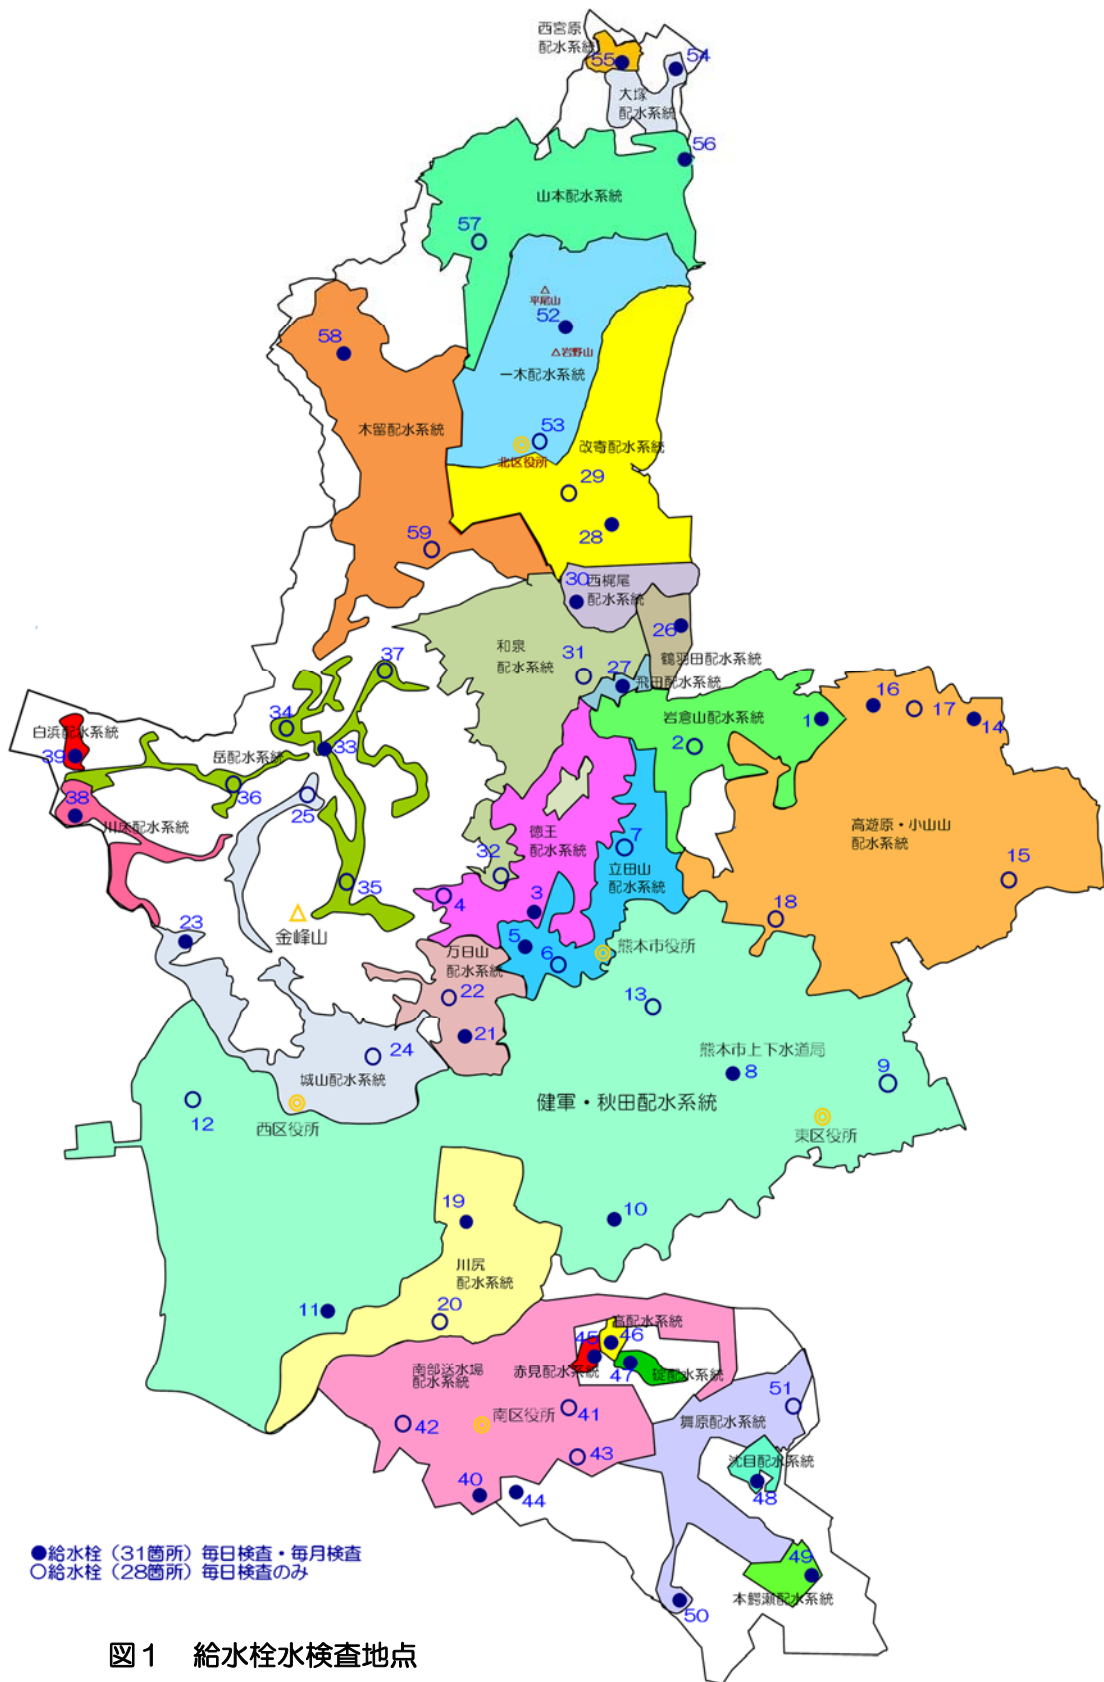 西宮原
配水系統
55
54
大塚
配水系統
56
山本配水系統
57
平尾山
52
岩野山
一木配水系統
58
木留配水系統
53
北区役所
改寄配水系統
29
28
59
30
西梶尾
配水系統
26
和泉
配水系統
31
27
鶴羽田配水系統
飛田配水系統
37
34
33
白浜配水系統
39
岳配水系統
36
25
38
川床配水系統
35
岩倉山配水系統
1
2
16
17
14
高遊原・小山山
配水系統
15
18
徳王
配水系統
32
7
立田山
配水系統
4
3
5
6
熊本市役所
23
金峰山
万日山
配水系統
22
21
13
24
城山配水系統
熊本市上下水道局
8
9
12
西区役所
健軍・秋田配水系統
東区役所
19
10
川尻
配水系統
11
20
高配水系統
45
46
南部送水場
配水系統
赤見配水系統
47
碇配水系統
42
南区役所
41
51
舞原配水系統
43
沈目配水系統
40
44
48
49
50
本鰐瀬配水系統
●給水栓(31箇所)毎日検査・毎月検査
○給水栓(28箇所)毎日検査のみ
図1 給水栓水検査地点